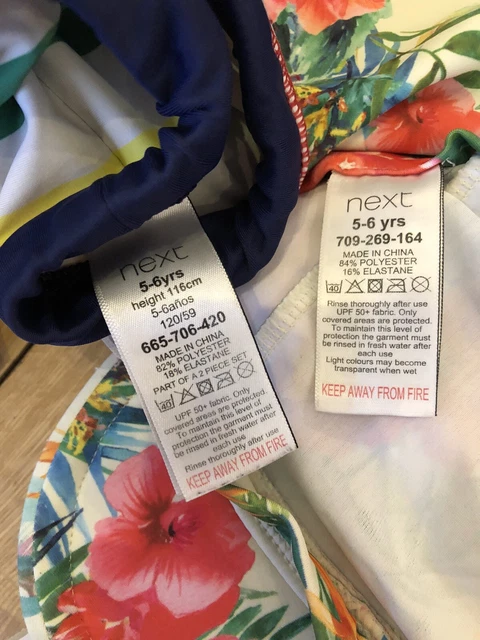 next
5-6yrs
height 116cm
5-6años
120/59
665-706-420
MADE IN CHINA
82% POLYESTER
18% ELASTANE
PART OF A 2 PIECE SET
40
UPF 50+ fabric. Only
covered areas are protected.
To maintain this level of
protection the garment must
be rinsed in fresh water after
each use
Rinse thoroughly after use
KEEP AWAY FROM FIRE
next
5-6 yrs
709-269-164
MADE IN CHINA
84% POLYESTER
16% ELASTANE
40
Rinse thoroughly after use
UPF 50+ fabric. Only
covered areas are protected.
To maintain this level of
protection the garment must
be rinsed in fresh water after
each use
Light colours may become
transparent when wet
KEEP AWAY FROM FIRE